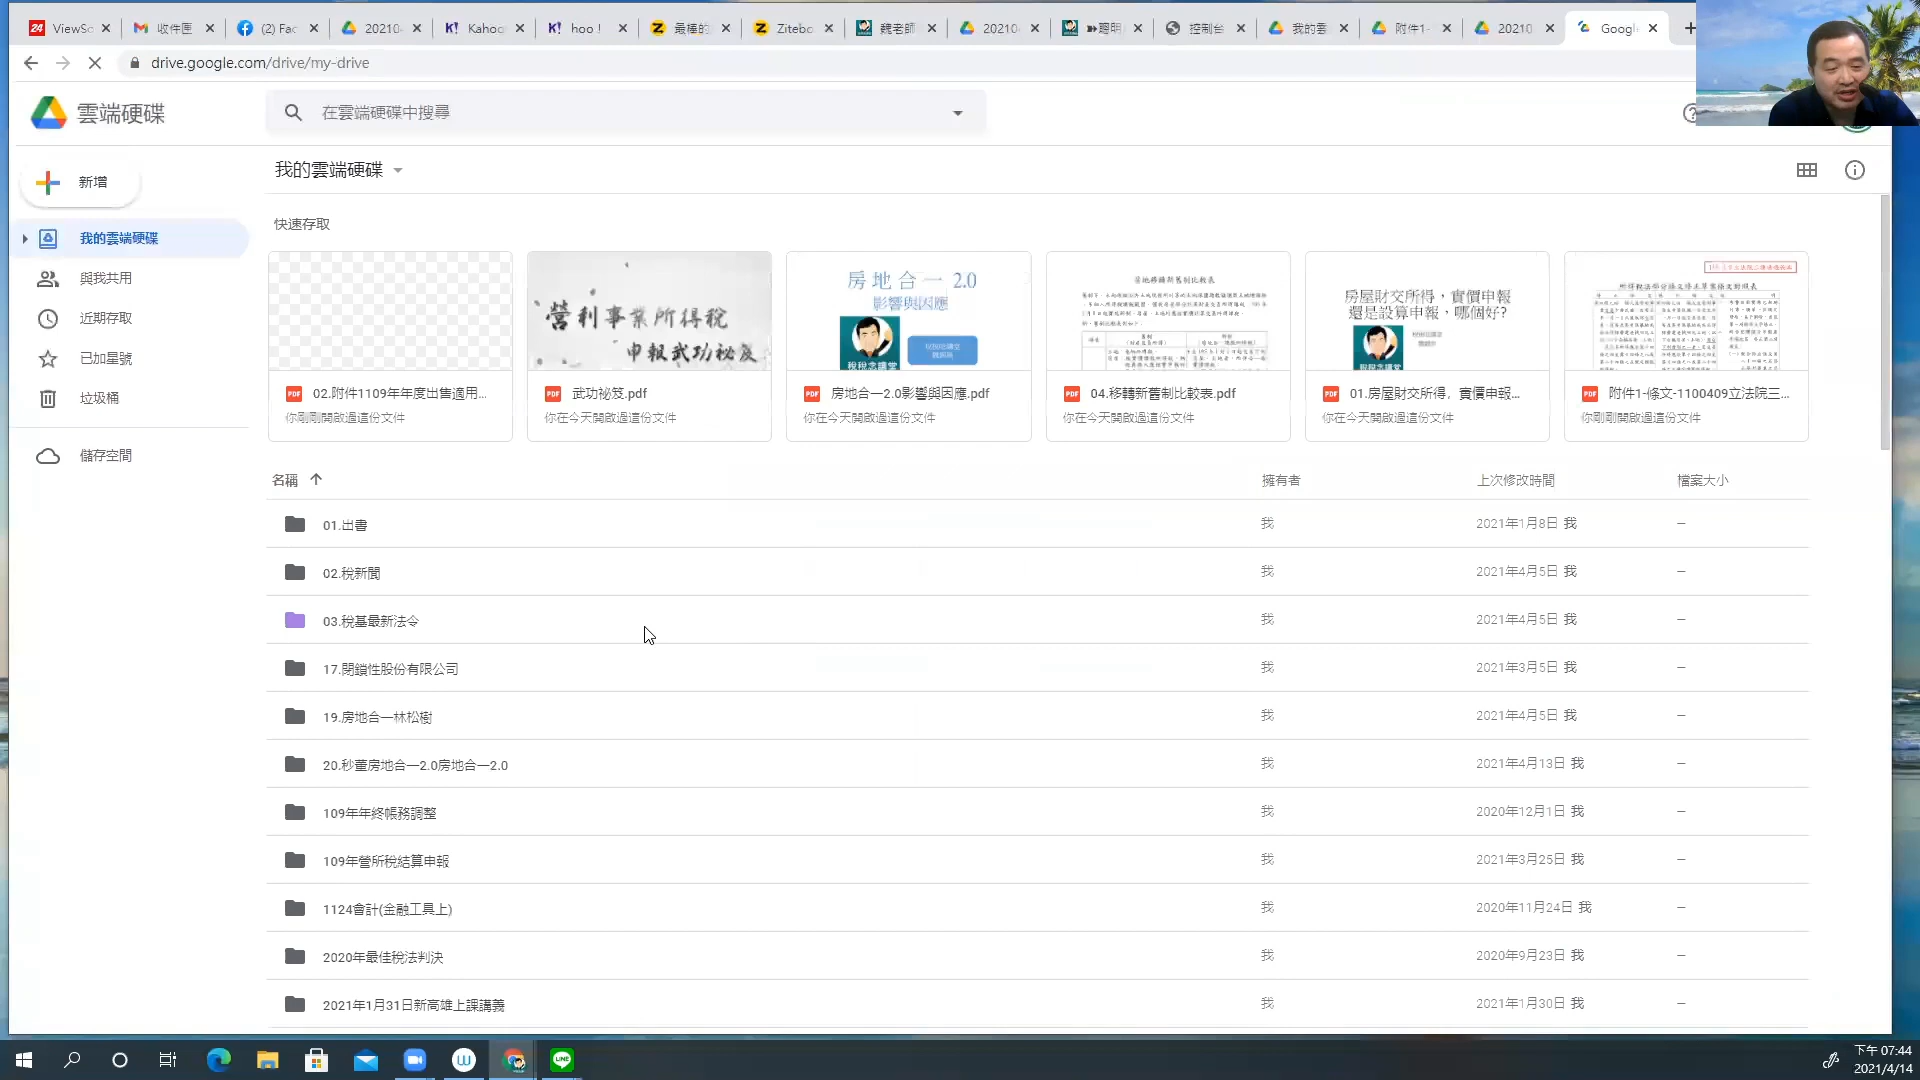 ViewSo
收件匣
(2) Fac
20210
Kahoo
hoo !
最棒的
Zitebo
魏老師
20210
聰明
控制台
我的雲
附件1-
20210
Googl
drive.google.com/drive/my-drive
雲端硬碟
在雲端硬碟中搜尋
新增
我的雲端硬碟
與我共用
近期存取
已加星號
垃圾桶
儲存空間
我的雲端硬碟
快速存取
營利事業所得稅
申報武功祕笈
房地合一 2.0
影響與因應
房屋財交所得，實價申報
還是設算申報，哪個好?
稅稅念講堂
02.附件1109年年度出售適用...
你剛剛開啟過這份文件
武功祕笈.pdf
你在今天開啟過這份文件
房地合一2.0影響與因應.pdf
你在今天開啟過這份文件
04.移轉新舊制比較表.pdf
你在今天開啟過這份文件
01.房屋財交所得，實價申報...
你在今天開啟過這份文件
附件1-條文-1100409立法院三...
你剛剛開啟過這份文件
名稱 擁有者 上次修改時間 檔案大小
01.出書 我 2021年1月8日 我 –
02.稅新聞 我 2021年4月5日 我 –
03.稅基最新法令 我 2021年4月5日 我 –
17.閉鎖性股份有限公司 我 2021年3月5日 我 –
19.房地合一林松樹 我 2021年4月5日 我 –
20.秒董房地合一2.0房地合一2.0 我 2021年4月13日 我 –
109年年終帳務調整 我 2020年12月1日 我 –
109年營所稅結算申報 我 2021年3月25日 我 –
1124會計(金融工具上) 我 2020年11月24日 我 –
2020年最佳稅法判決 我 2020年9月23日 我 –
2021年1月31日新高雄上課講義 我 2021年1月30日 我 –
下午 07:44
2021/4/14